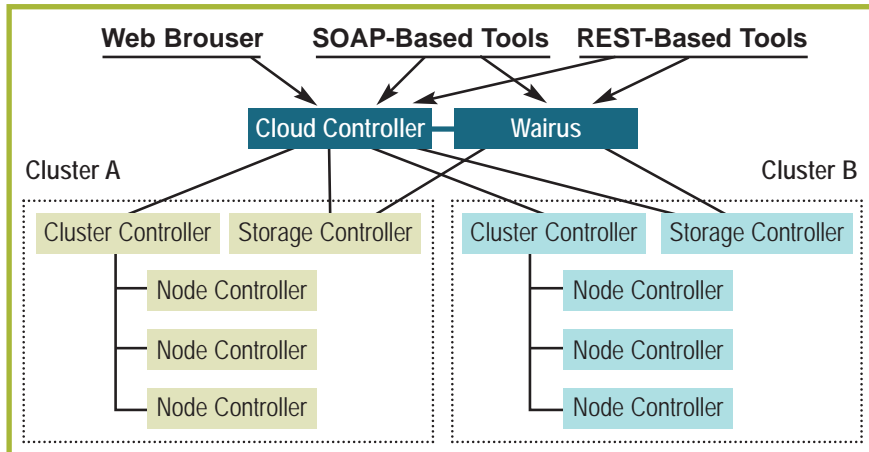 Web Brouser
SOAP-Based Tools
REST-Based Tools
Cloud Controller
Wairus
Cluster A
Cluster B
Cluster Controller
Storage Controller
Cluster Controller
Storage Controller
Node Controller
Node Controller
Node Controller
Node Controller
Node Controller
Node Controller